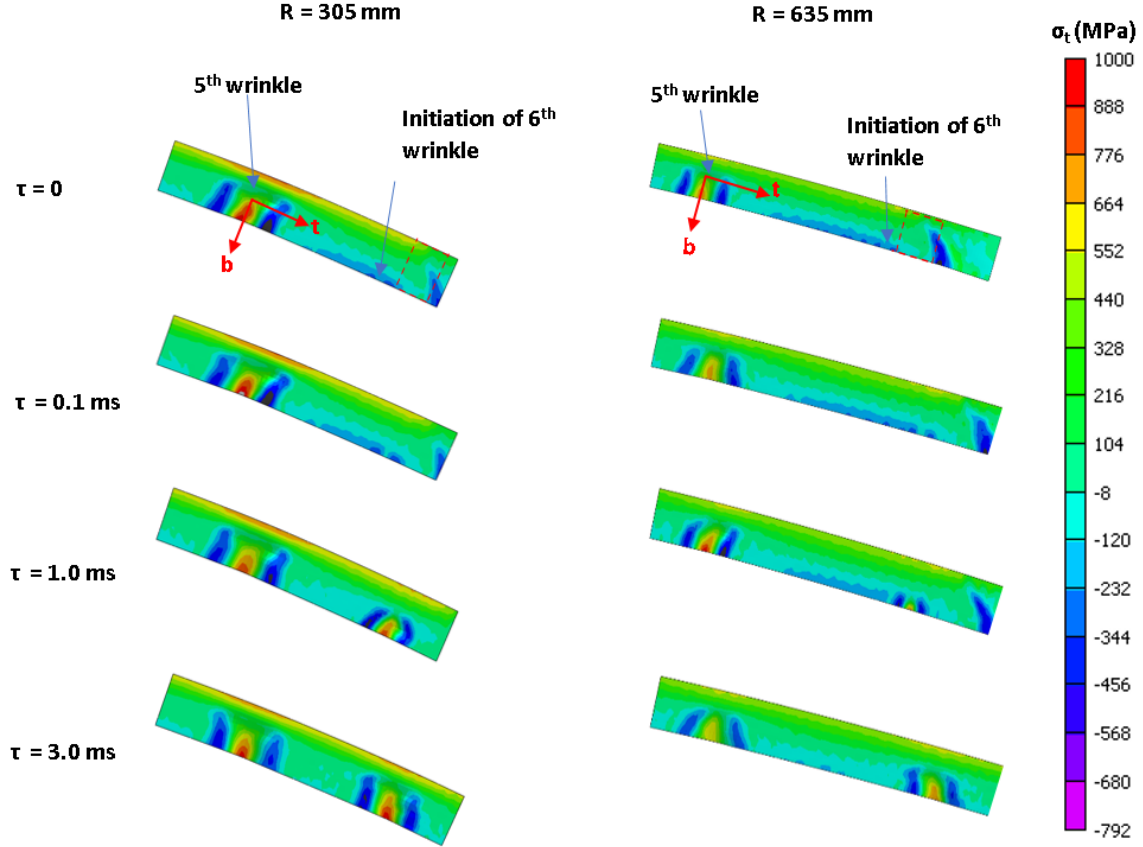 R = 305 mm
R = 635 mm
σt (MPa)
5th wrinkle
Initiation of 6th
wrinkle
t
b
5th wrinkle
Initiation of 6th
wrinkle
t
b
τ = 0
τ = 0.1 ms
τ = 1.0 ms
τ = 3.0 ms
1000
888
776
664
552
440
328
216
104
-8
-120
-232
-344
-456
-568
-680
-792